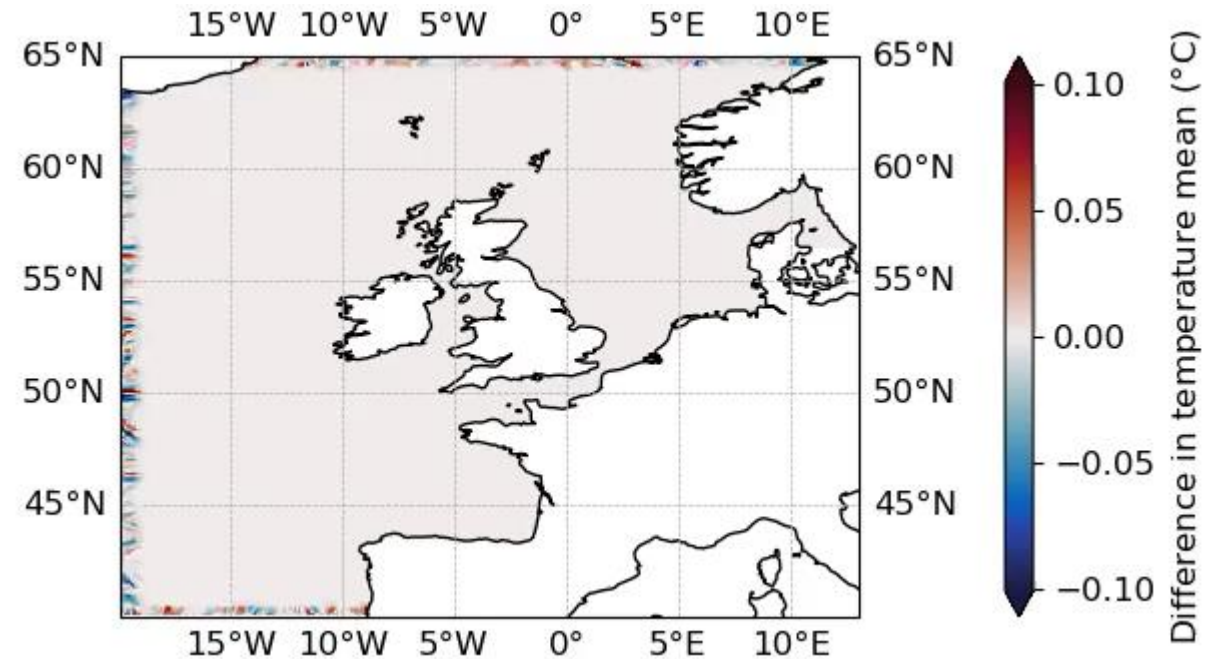 15°W 10°W 5°W 0° 5°E 10°E
65°N 65°N 0.10
60°N 60°N 0.05
55°N 55°N 0.00
50°N 50°N −0.05
45°N 45°N −0.10
15°W 10°W 5°W 0° 5°E 10°E
Difference in temperature mean (°C)